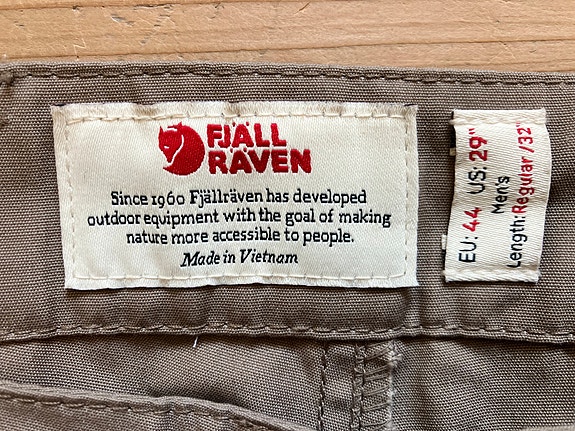 FJÄLL
RÄVEN
Since 1960 Fjällräven has developed
outdoor equipment with the goal of making
nature more accessible to people.
Made in Vietnam
EU: 44 US: 29"
Men's
Length: Regular /32"